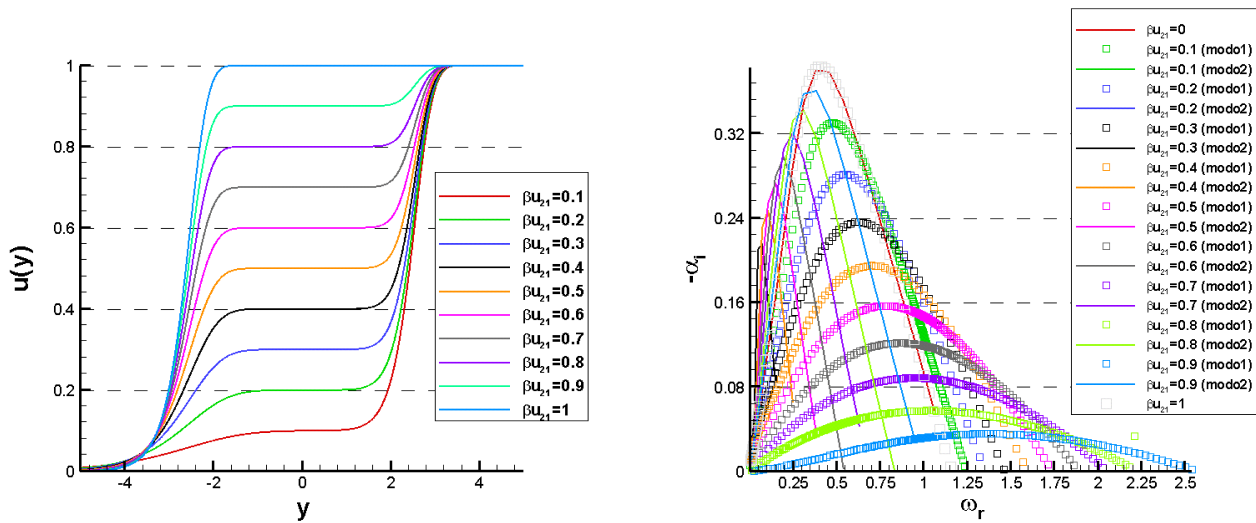 u(y)
1
0.8
0.6
0.4
0.2
0
-4
-2
0
2
4
y
βu₂₁=0.1
βu₂₁=0.2
βu₂₁=0.3
βu₂₁=0.4
βu₂₁=0.5
βu₂₁=0.6
βu₂₁=0.7
βu₂₁=0.8
βu₂₁=0.9
βu₂₁=1
-αᵢ
0.32
0.24
0.16
0.08
0
0.25
0.5
0.75
1
1.25
1.5
1.75
2
2.25
2.5
ωᵣ
βu₂₁=0
βu₂₁=0.1 (modo1)
βu₂₁=0.1 (modo2)
βu₂₁=0.2 (modo1)
βu₂₁=0.2 (modo2)
βu₂₁=0.3 (modo1)
βu₂₁=0.3 (modo2)
βu₂₁=0.4 (modo1)
βu₂₁=0.4 (modo2)
βu₂₁=0.5 (modo1)
βu₂₁=0.5 (modo2)
βu₂₁=0.6 (modo1)
βu₂₁=0.6 (modo2)
βu₂₁=0.7 (modo1)
βu₂₁=0.7 (modo2)
βu₂₁=0.8 (modo1)
βu₂₁=0.8 (modo2)
βu₂₁=0.9 (modo1)
βu₂₁=0.9 (modo2)
βu₂₁=1